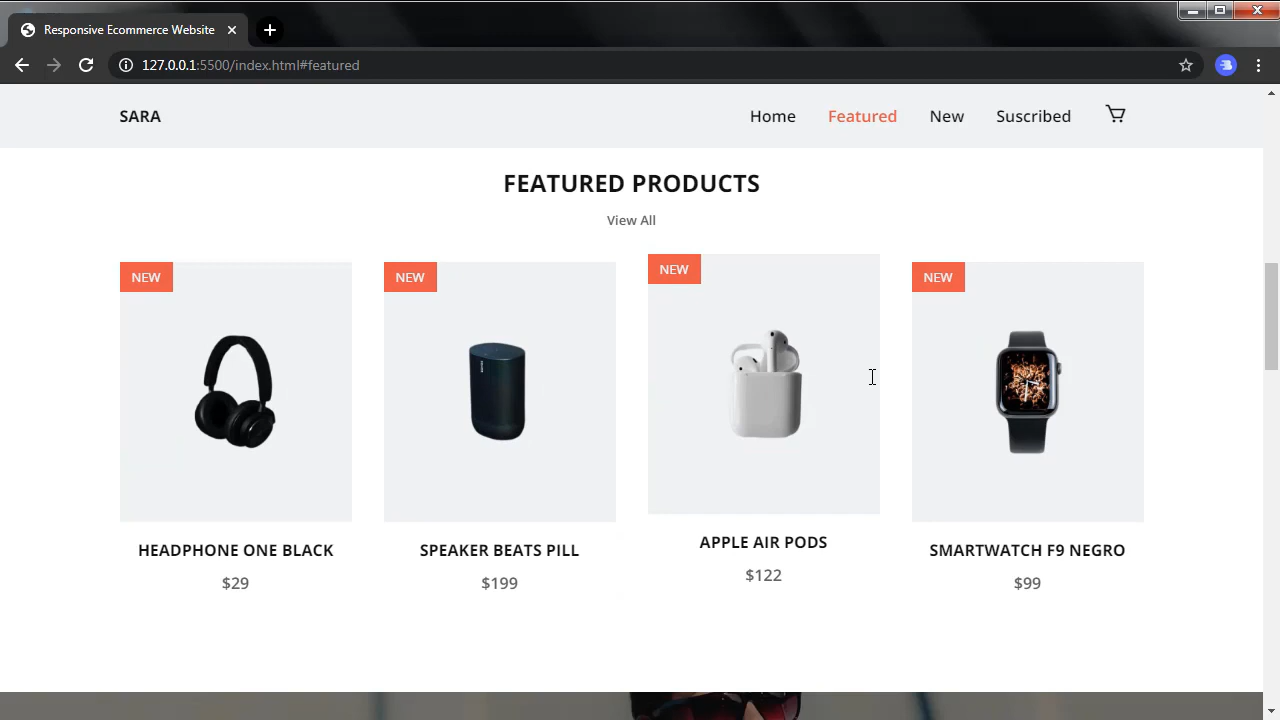 Responsive Ecommerce Website
127.0.0.1:5500/index.html#featured
SARA
Home Featured New Suscribed
FEATURED PRODUCTS
View All
NEW NEW NEW NEW
HEADPHONE ONE BLACK SPEAKER BEATS PILL APPLE AIR PODS SMARTWATCH F9 NEGRO
$29 $199 $122 $99